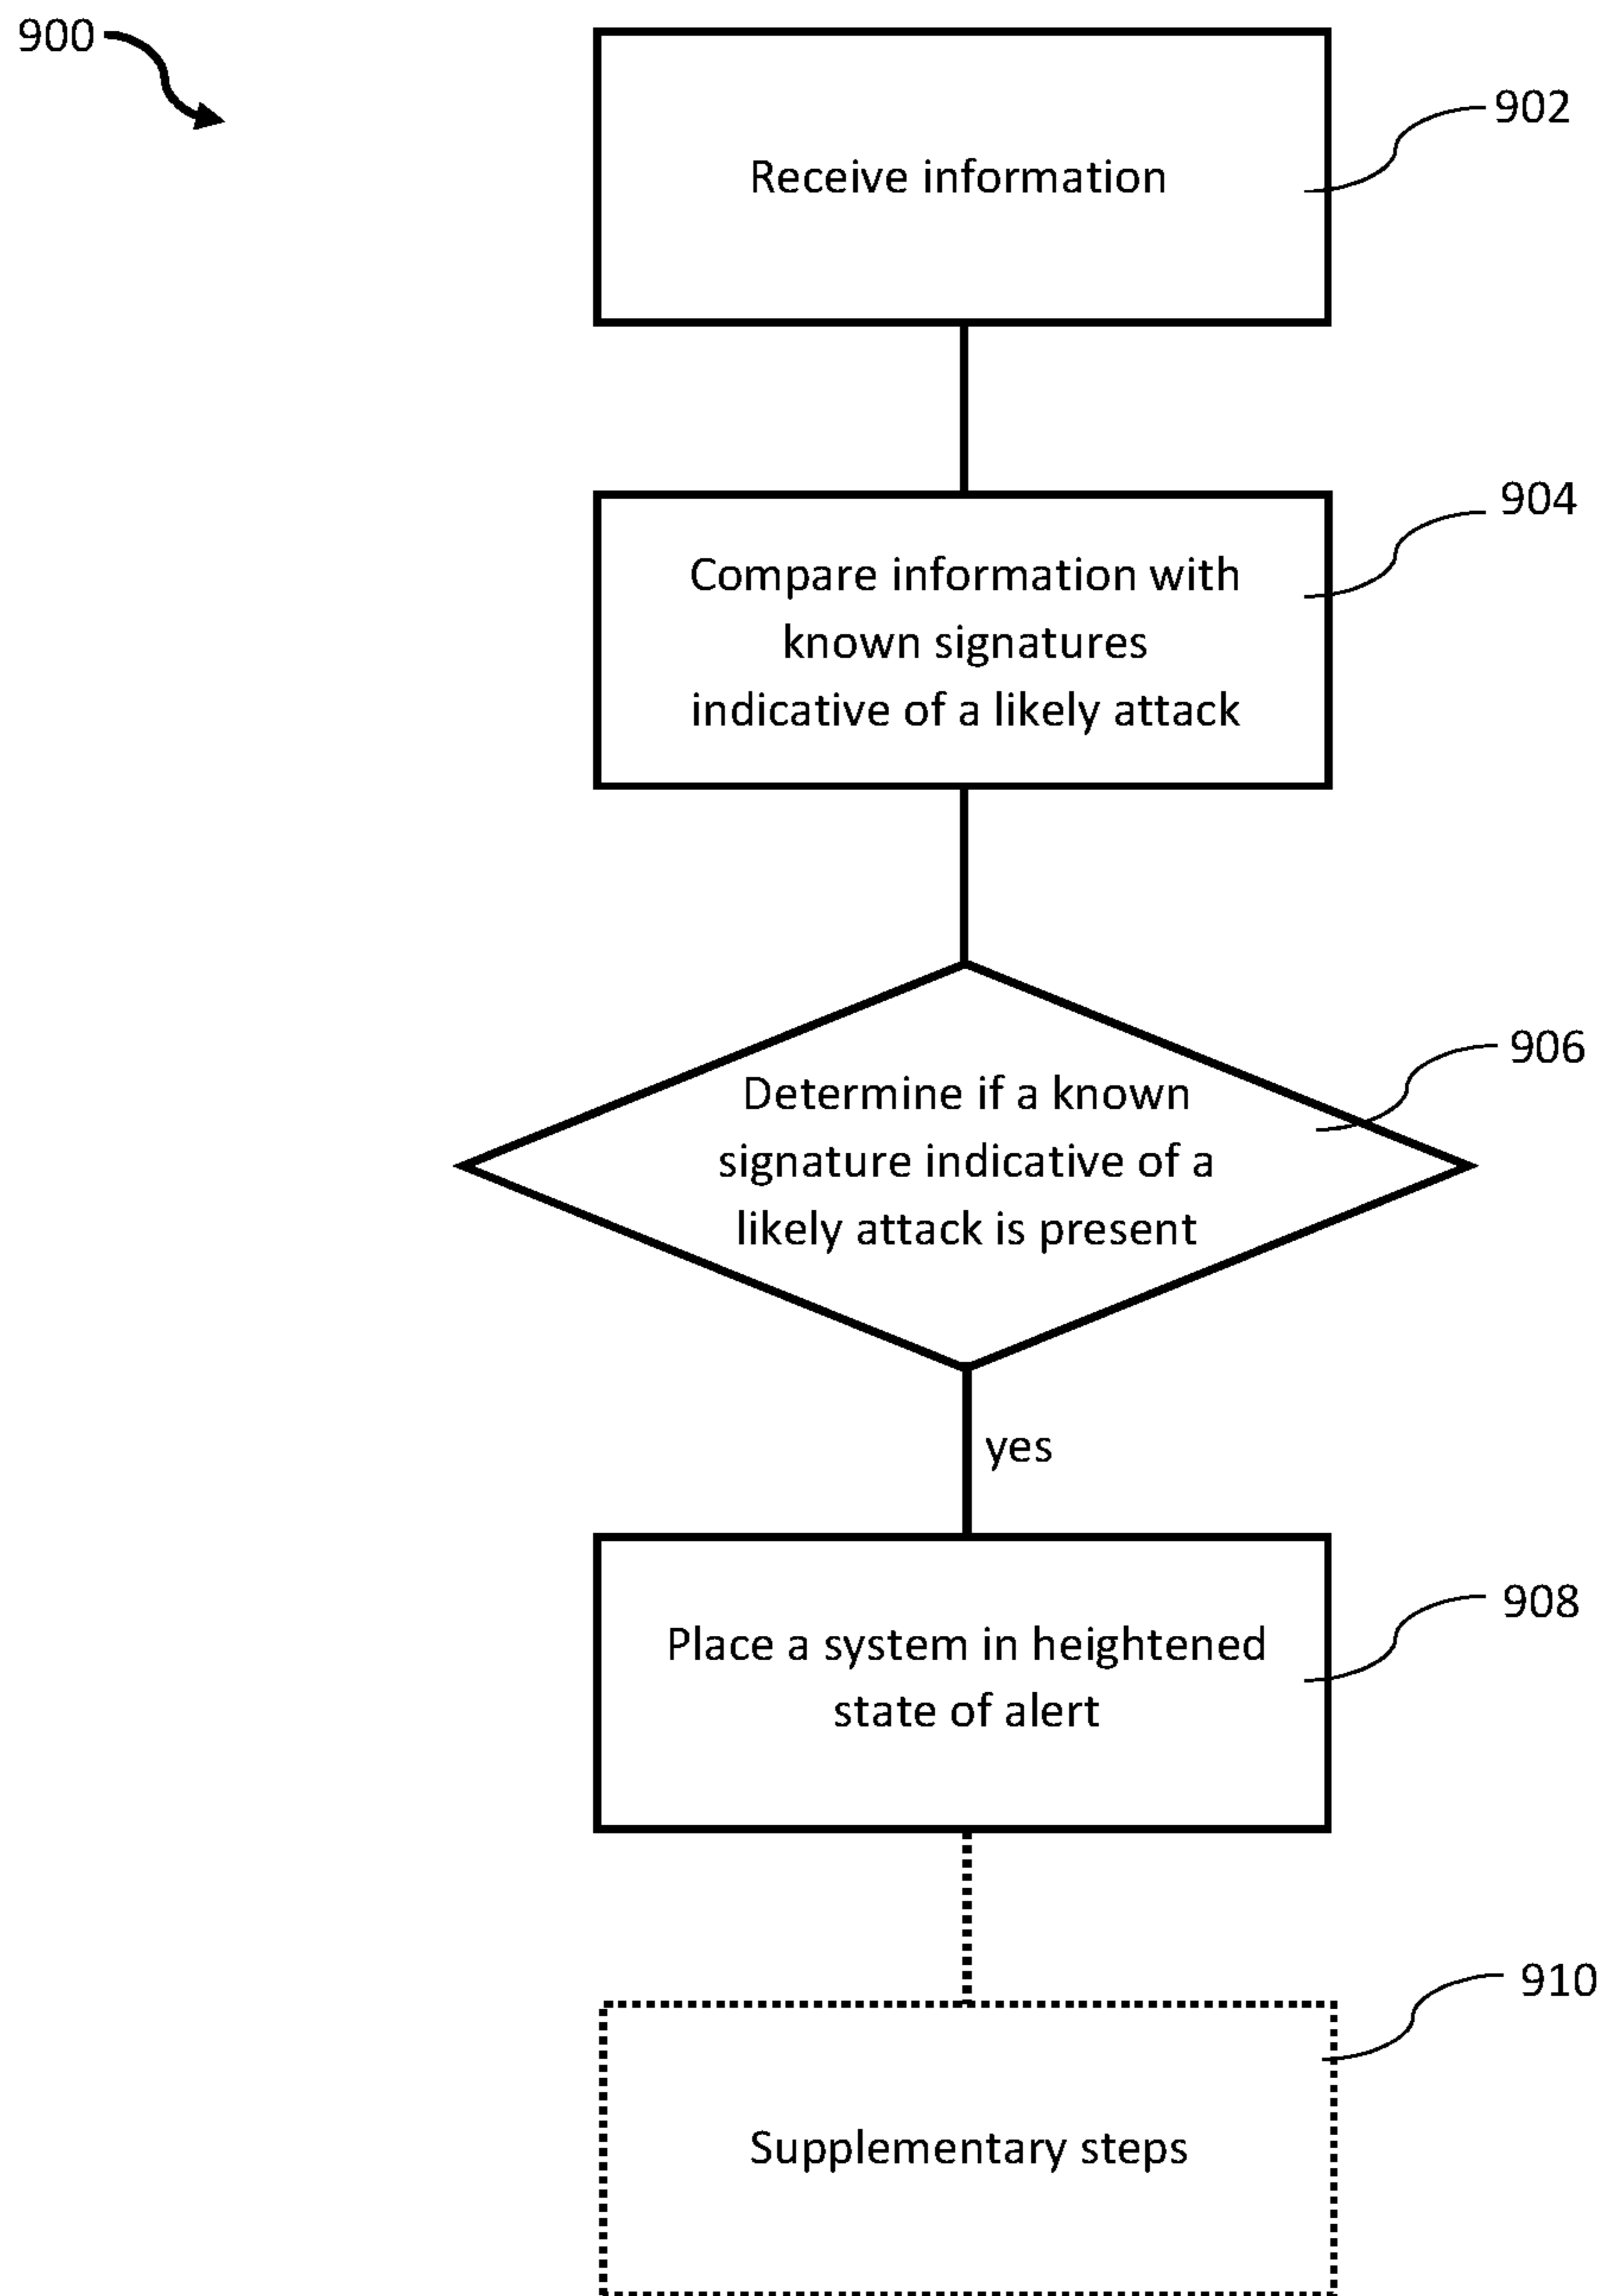 900
902
Receive information
904
Compare information with
known signatures
indicative of a likely attack
906
Determine if a known
signature indicative of a
likely attack is present
yes
908
Place a system in heightened
state of alert
910
Supplementary steps